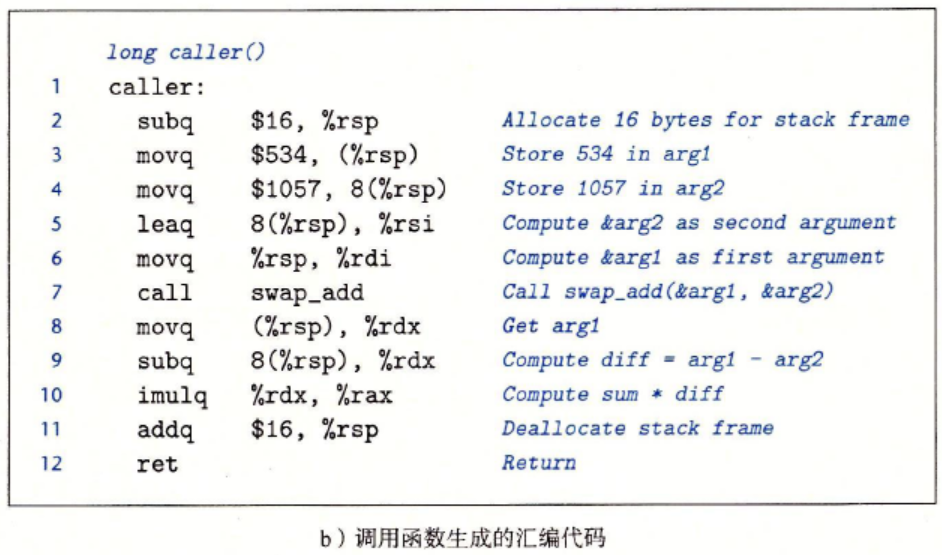 long caller()
1 caller:
2 subq $16, %rsp Allocate 16 bytes for stack frame
3 movq $534, (%rsp) Store 534 in arg1
4 movq $1057, 8(%rsp) Store 1057 in arg2
5 leaq 8(%rsp), %rsi Compute &arg2 as second argument
6 movq %rsp, %rdi Compute &arg1 as first argument
7 call swap_add Call swap_add(&arg1, &arg2)
8 movq (%rsp), %rdx Get arg1
9 subq 8(%rsp), %rdx Compute diff = arg1 - arg2
10 imulq %rdx, %rax Compute sum * diff
11 addq $16, %rsp Deallocate stack frame
12 ret Return
b）调用函数生成的汇编代码